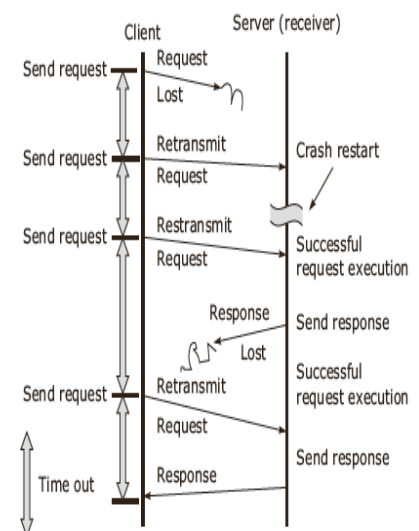 Client
Server (receiver)
Send request
Request
Lost
Send request
Retransmit
Request
Crash restart
Send request
Restransmit
Request
Successful
request execution
Response
Lost
Send response
Successful
request execution
Send request
Retransmit
Request
Send response
Response
Time out